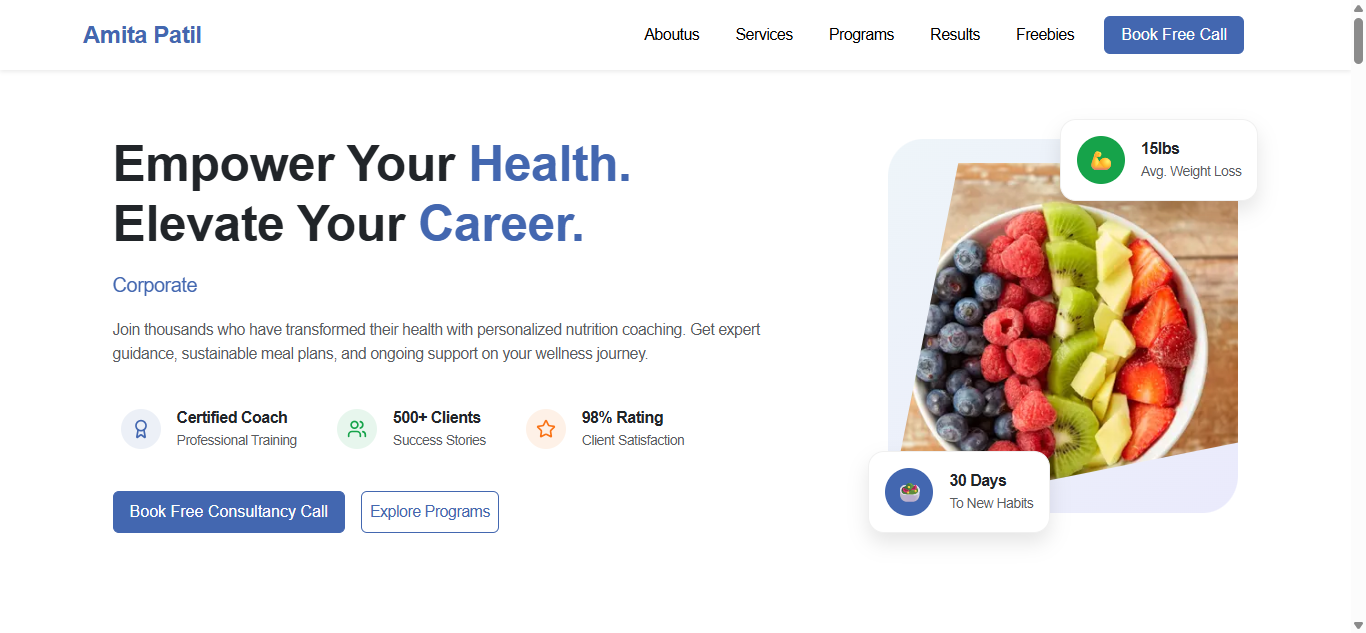 Amita Patil
Aboutus
Services
Programs
Results
Freebies
Book Free Call
Empower Your Health.
Elevate Your Career.
Corporate
Join thousands who have transformed their health with personalized nutrition coaching. Get expert
guidance, sustainable meal plans, and ongoing support on your wellness journey.
Certified Coach
Professional Training
500+ Clients
Success Stories
98% Rating
Client Satisfaction
Book Free Consultancy Call
Explore Programs
15lbs
Avg. Weight Loss
30 Days
To New Habits